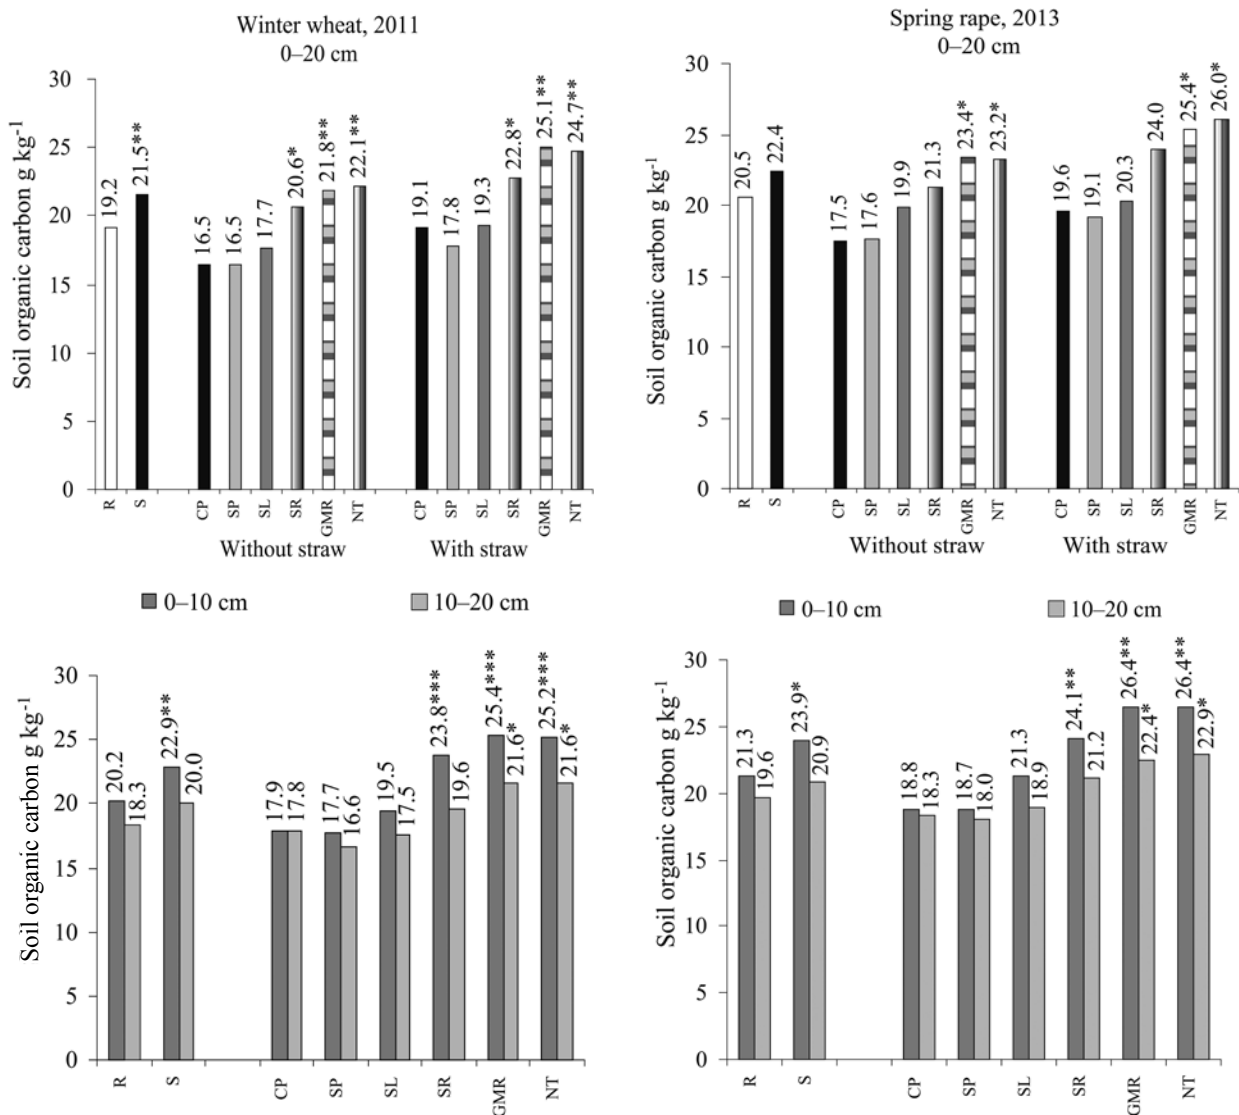 Winter wheat, 2011
0–20 cm
Soil organic carbon g kg-1
30
25
20
15
10
5
0
19.2
21.5**
16.5
16.5
17.7
20.6*
21.8**
22.1**
19.1
17.8
19.3
22.8*
25.1**
24.7**
R
S
CP
SP
SL
SR
GMR
NT
CP
SP
SL
SR
GMR
NT
Without straw
With straw
Spring rape, 2013
0–20 cm
Soil organic carbon g kg-1
30
25
20
15
10
5
0
20.5
22.4
17.5
17.6
19.9
21.3
23.4*
23.2*
19.6
19.1
20.3
24.0
25.4*
26.0*
R
S
CP
SP
SL
SR
GMR
NT
CP
SP
SL
SR
GMR
NT
Without straw
With straw
0–10 cm
10–20 cm
Soil organic carbon g kg-1
30
25
20
15
10
5
0
20.2
18.3
22.9**
20.0
17.9
17.8
17.7
16.6
19.5
17.5
23.8***
19.6
25.4***
21.6*
25.2***
21.6*
R
S
CP
SP
SL
SR
GMR
NT
0–10 cm
10–20 cm
Soil organic carbon g kg-1
30
25
20
15
10
5
0
21.3
19.6
23.9*
20.9
18.8
18.3
18.7
18.0
21.3
18.9
24.1**
21.2
26.4**
22.4*
26.4**
22.9*
R
S
CP
SP
SL
SR
GMR
NT